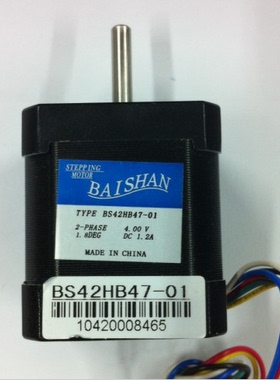 STEPPING
MOTOR
BAISHAN
TYPE BS42HB47-01
2-PHASE 4.00 V
1.8DEG DC 1.2A
MADE IN CHINA
BS42HB47-01
10420008465